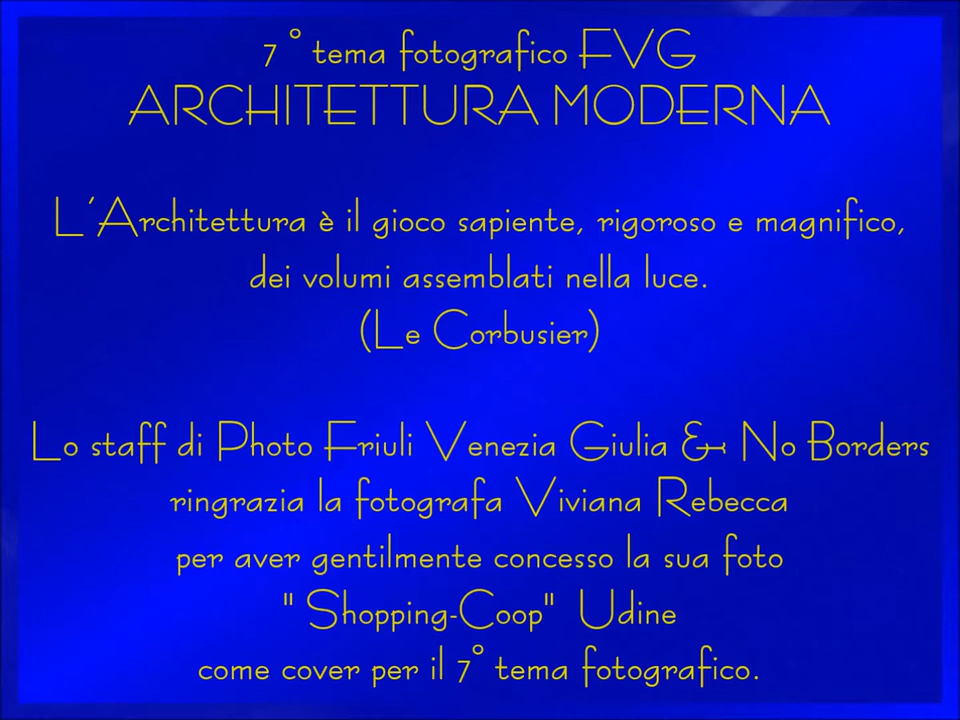 7° tema fotografico FVG
ARCHITETTURA MODERNA
L'Architettura è il gioco sapiente, rigoroso e magnifico,
dei volumi assemblati nella luce.
(Le Corbusier)
Lo staff di Photo Friuli Venezia Giulia & No Borders
ringrazia la fotografa Viviana Rebecca
per aver gentilmente concesso la sua foto
" Shopping-Coop" Udine
come cover per il 7° tema fotografico.